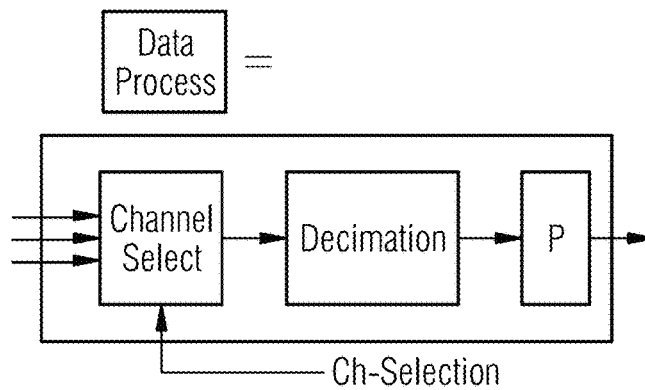 Data
Process
=
Channel
Select
Decimation
P
Ch-Selection